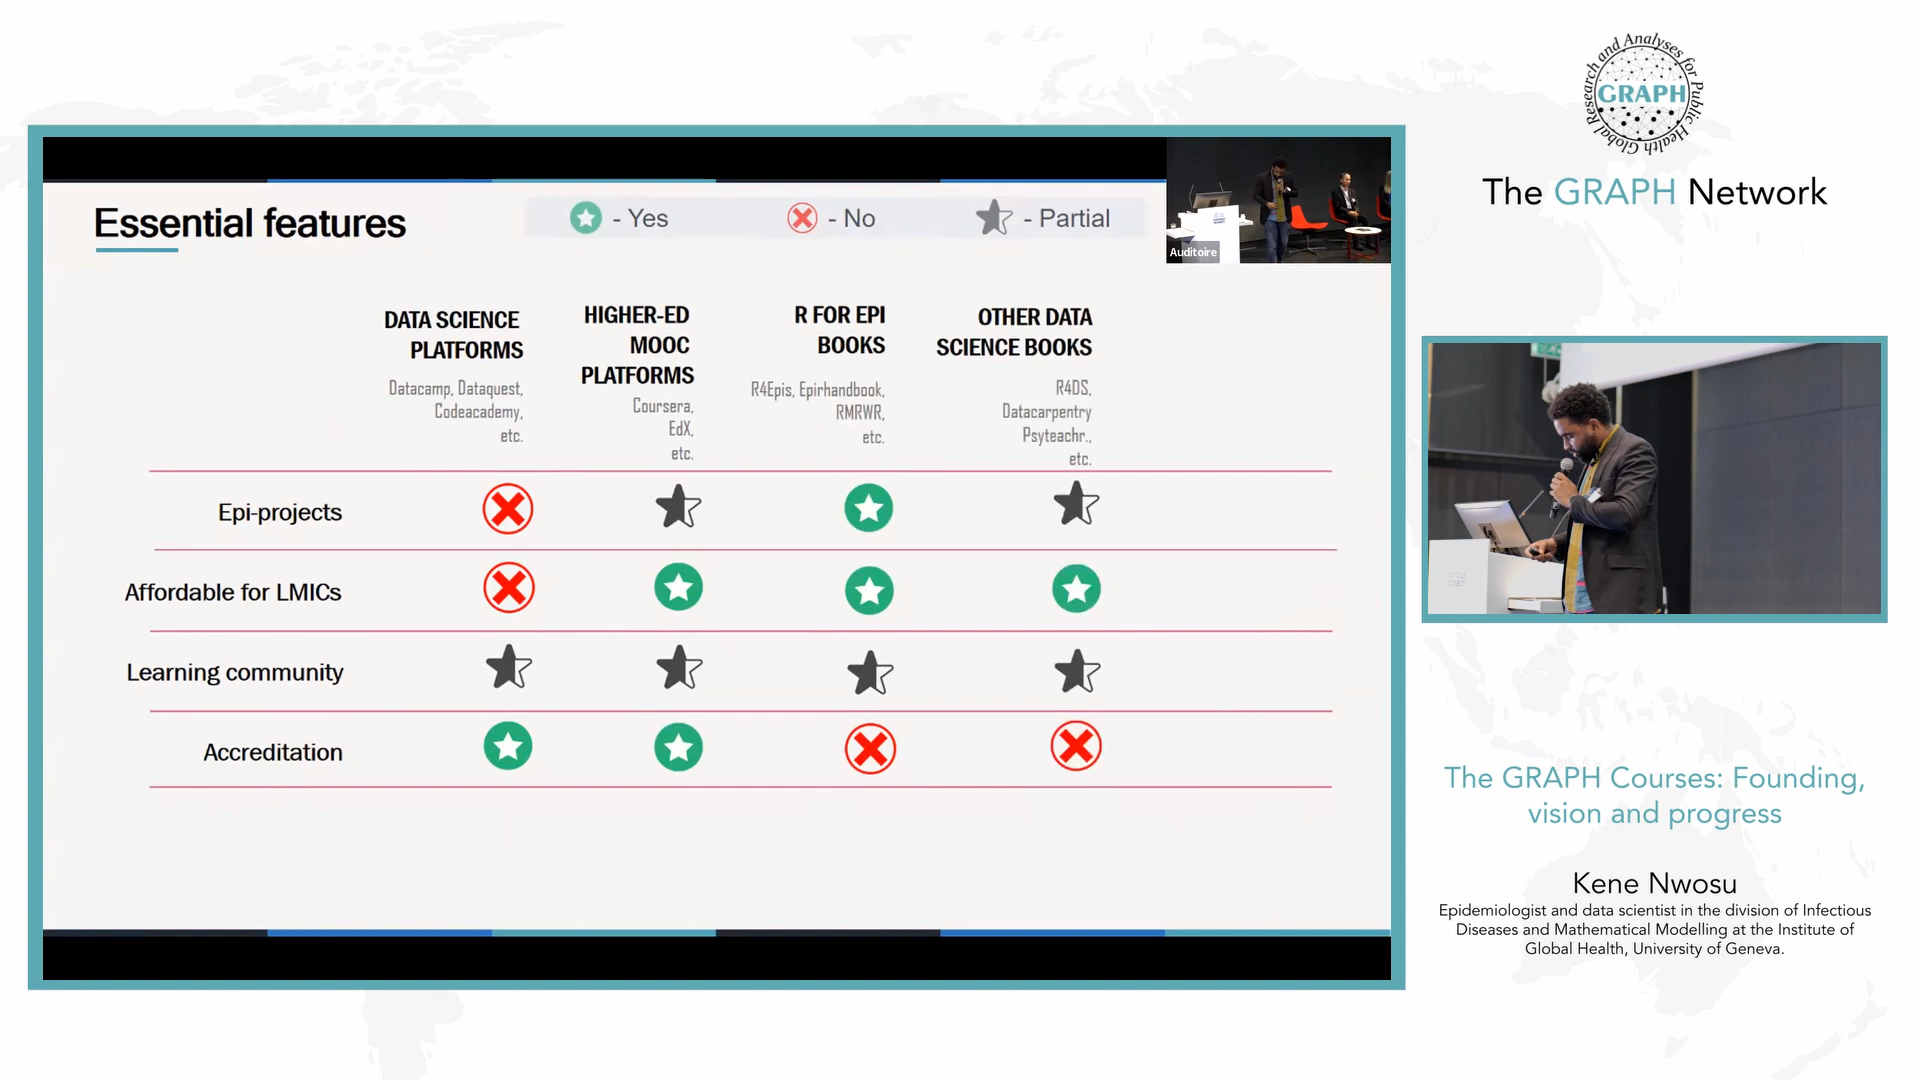 Global Research and Analyses for Public Health
GRAPH
The GRAPH Network
Essential features
- Yes
- No
- Partial
Auditoire
DATA SCIENCE
PLATFORMS
Datacamp, Dataquest,
Codeacademy,
etc.
HIGHER-ED
MOOC
PLATFORMS
Coursera,
EdX,
etc.
R FOR EPI
BOOKS
R4Epis, Epirhandbook,
RMRWR,
etc.
OTHER DATA
SCIENCE BOOKS
R4DS,
Datacarpentry
Psyteachr.,
etc.
Epi-projects
Affordable for LMICs
Learning community
Accreditation
The GRAPH Courses: Founding,
vision and progress
Kene Nwosu
Epidemiologist and data scientist in the division of Infectious
Diseases and Mathematical Modelling at the Institute of
Global Health, University of Geneva.